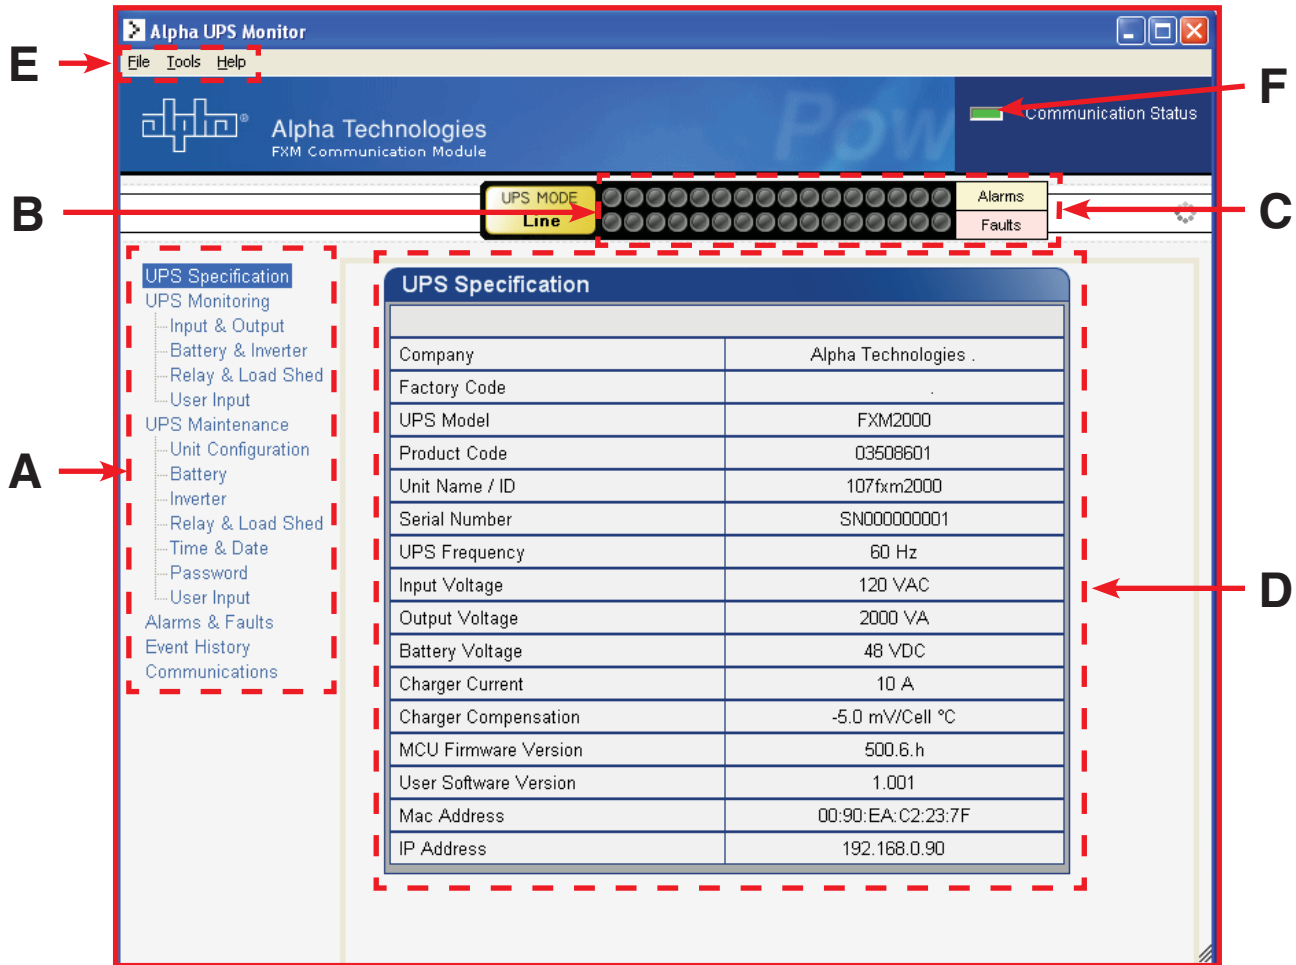 Alpha UPS Monitor
E
File Tools Help
F
alpha®
Alpha Technologies
FXM Communication Module
Pow
Communication Status
B
UPS MODE
Line
Alarms
Faults
C
A
UPS Specification
UPS Monitoring
Input & Output
Battery & Inverter
Relay & Load Shed
User Input
UPS Maintenance
Unit Configuration
Battery
Inverter
Relay & Load Shed
Time & Date
Password
User Input
Alarms & Faults
Event History
Communications
UPS Specification
Company Alpha Technologies .
Factory Code .
UPS Model FXM2000
Product Code 03508601
Unit Name / ID 107fxm2000
Serial Number SN000000001
UPS Frequency 60 Hz
Input Voltage 120 VAC
Output Voltage 2000 VA
Battery Voltage 48 VDC
Charger Current 10 A
Charger Compensation -5.0 mV/Cell °C
MCU Firmware Version 500.6.h
User Software Version 1.001
Mac Address 00:90:EA:C2:23:7F
IP Address 192.168.0.90
D